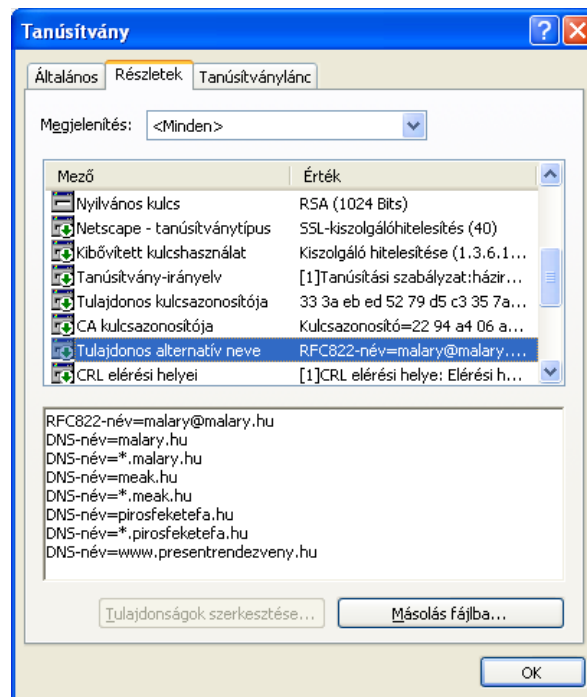 Tanúsítvány
Általános Részletek Tanúsítványlánc
Megjelenítés: <Minden>
Mező Érték
Nyilvános kulcs RSA (1024 Bits)
Netscape - tanúsítványtípus SSL-kiszolgálóhitelesítés (40)
Kibővített kulcshasználat Kiszolgáló hitelesítése (1.3.6.1...
Tanúsítvány-irányelv [1]Tanúsítási szabályzat:házir...
Tulajdonos kulcsazonosítója 33 3a eb ed 52 79 d5 c3 35 7a...
CA kulcsazonosítója Kulcsazonosító=22 94 a4 06 a...
Tulajdonos alternatív neve RFC822-név=malary@malary....
CRL elérési helyei [1]CRL elérési helye: Elérési h...
RFC822-név=malary@malary.hu
DNS-név=malary.hu
DNS-név=*.malary.hu
DNS-név=meak.hu
DNS-név=*.meak.hu
DNS-név=pirosfeketefa.hu
DNS-név=*.pirosfeketefa.hu
DNS-név=www.presentrendezveny.hu
Tulajdonságok szerkesztése... Másolás fájlba...
OK